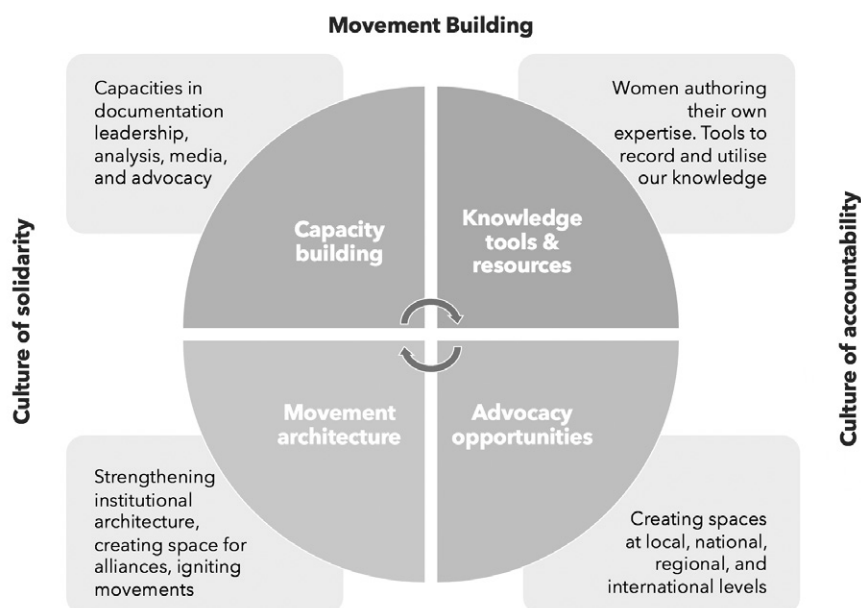 Movement Building
Capacities in
documentation
leadership,
analysis, media,
and advocacy
Women authoring
their own
expertise. Tools to
record and utilise
our knowledge
Culture of solidarity
Capacity
building
Knowledge
tools &
resources
Culture of accountability
Movement
architecture
Advocacy
opportunities
Strengthening
institutional
architecture,
creating space for
alliances, igniting
movements
Creating spaces
at local, national,
regional, and
international levels